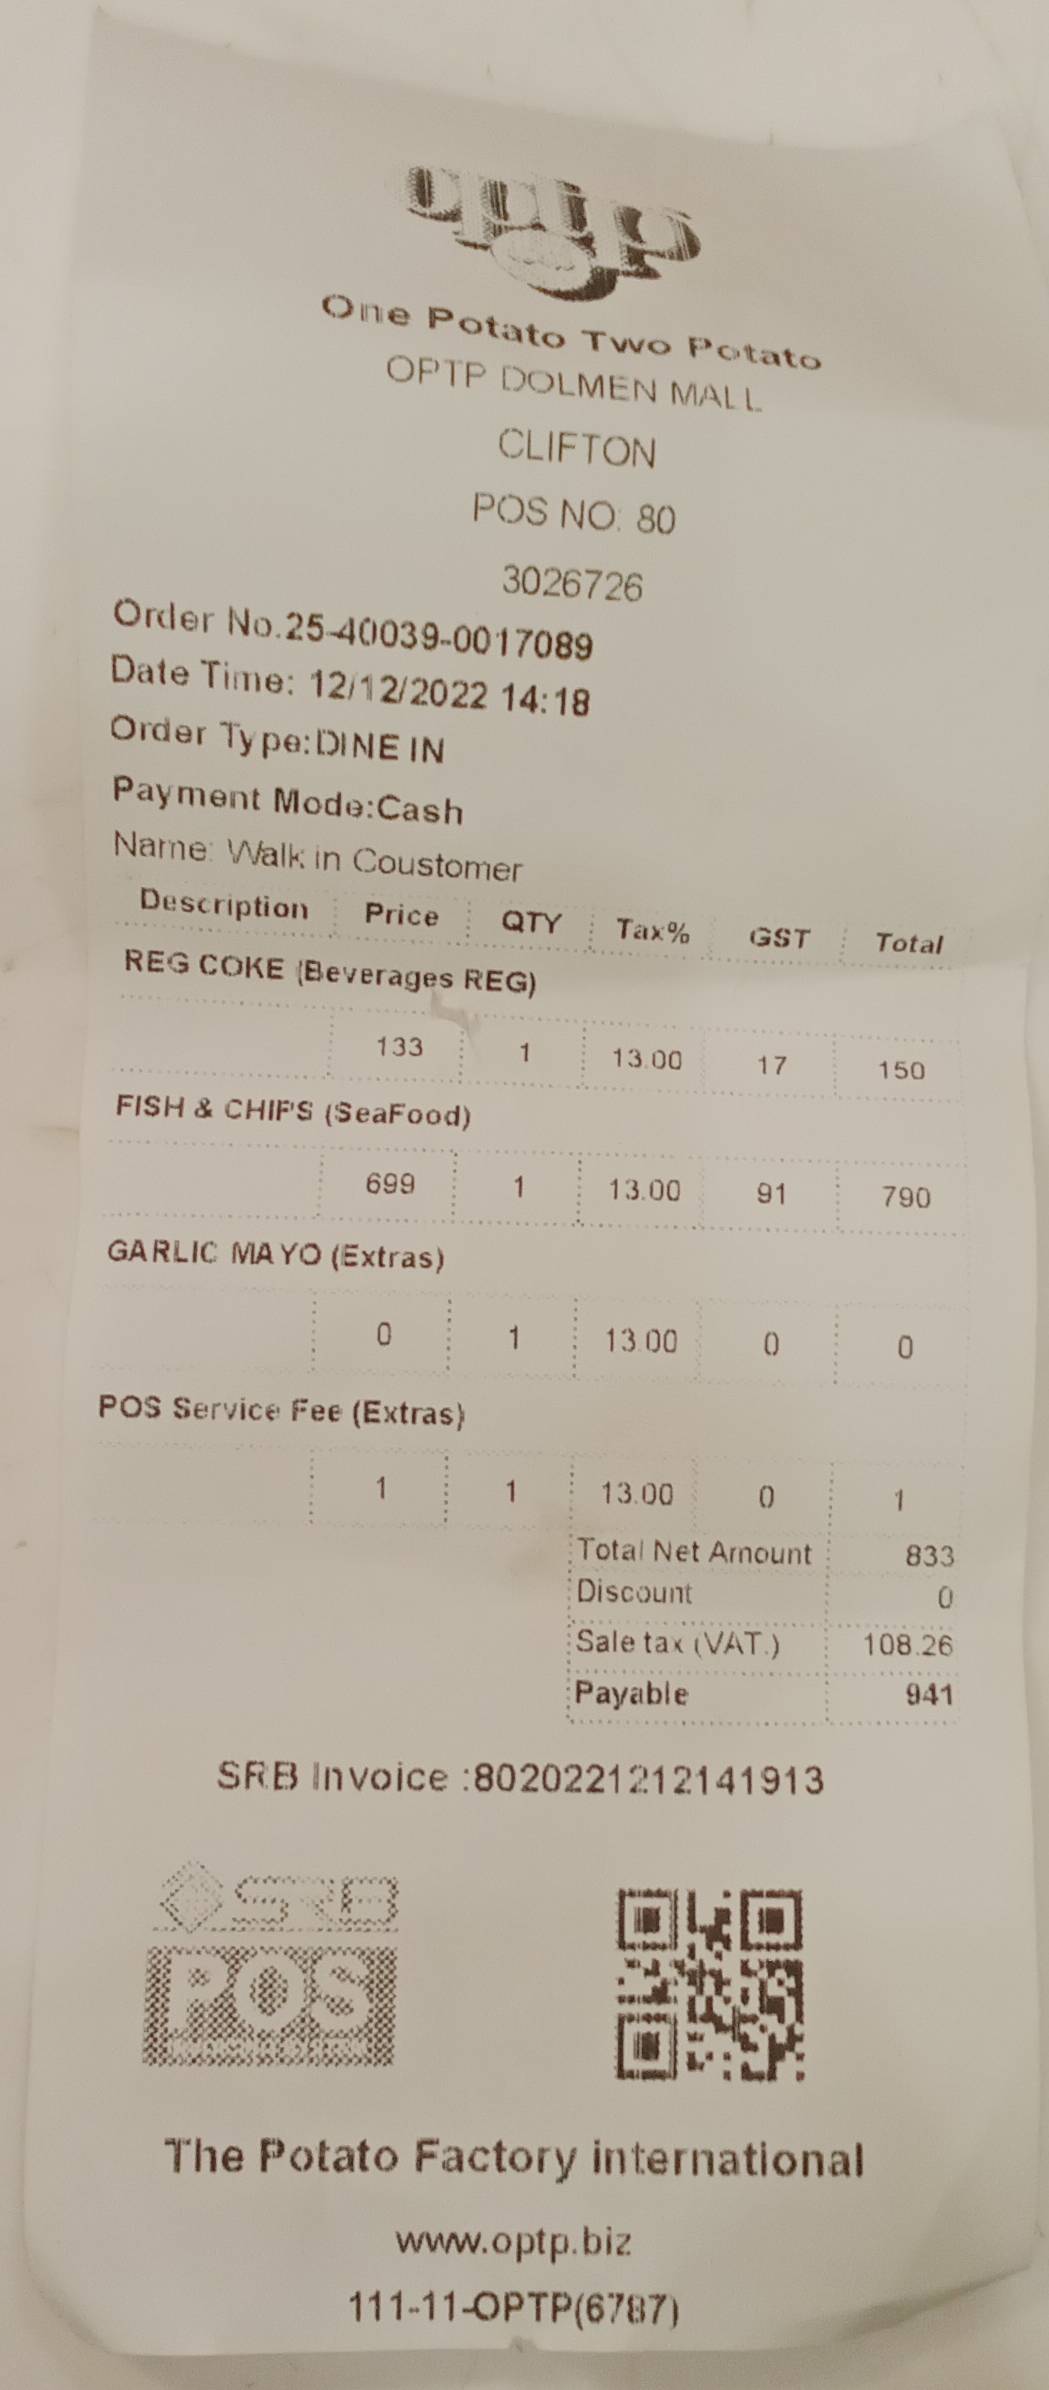 optp
One Potato Two Potato
OPTP DOLMEN MALL
CLIFTON
POS NO: 80
3026726
Order No.25-40039-0017089
Date Time: 12/12/2022 14:18
Order Type:DINE IN
Payment Mode:Cash
Name: Walk in Coustomer
Description Price QTY Tax% GST Total
REG COKE (Beverages REG)
133 1 13.00 17 150
FISH & CHIPS (SeaFood)
699 1 13.00 91 790
GARLIC MAYO (Extras)
0 1 13.00 0 0
POS Service Fee (Extras)
1 1 13.00 0 1
Total Net Amount 833
Discount 0
Sale tax (VAT.) 108.26
Payable 941
SRB Invoice :8020221212141913
SRB
POS
The Potato Factory international
www.optp.biz
111-11-OPTP(6787)